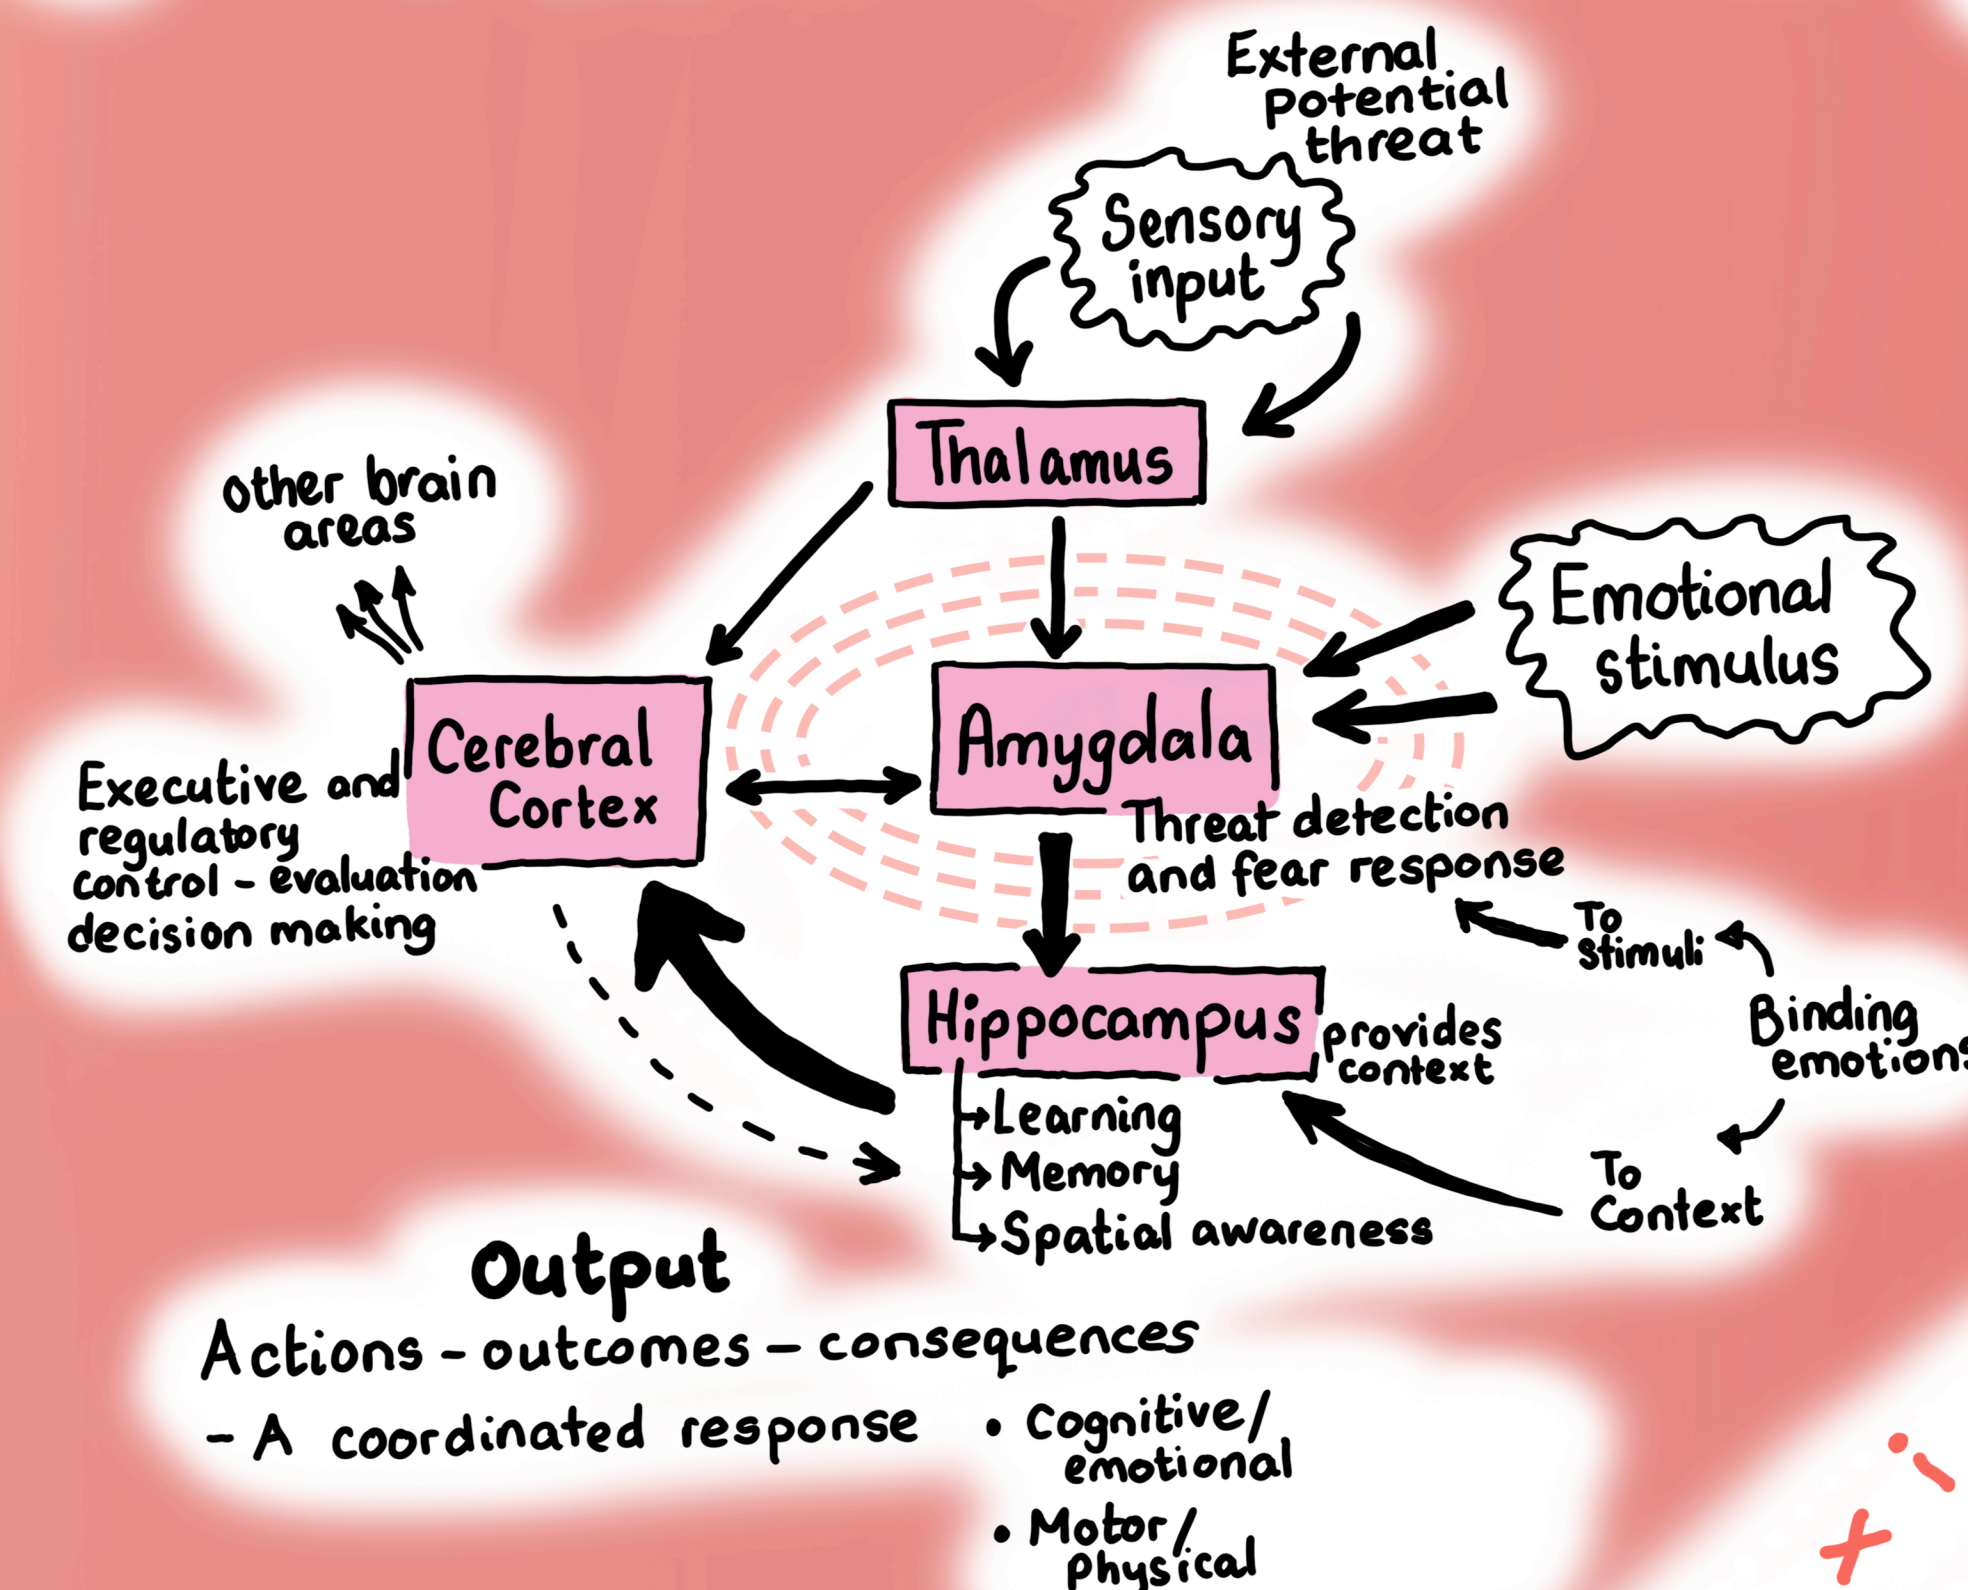 External
potential
threat
Sensory
input
Thalamus
other brain
areas
Emotional
stimulus
Cerebral
Cortex
Amygdala
Executive and
regulatory
control - evaluation
decision making
Threat detection
and fear response
To
stimuli
Binding
emotions
Hippocampus
provides
context
Learning
Memory
Spatial awareness
To
Context
Output
Actions - outcomes - consequences
- A coordinated response
• Cognitive/
emotional
• Motor/
physical